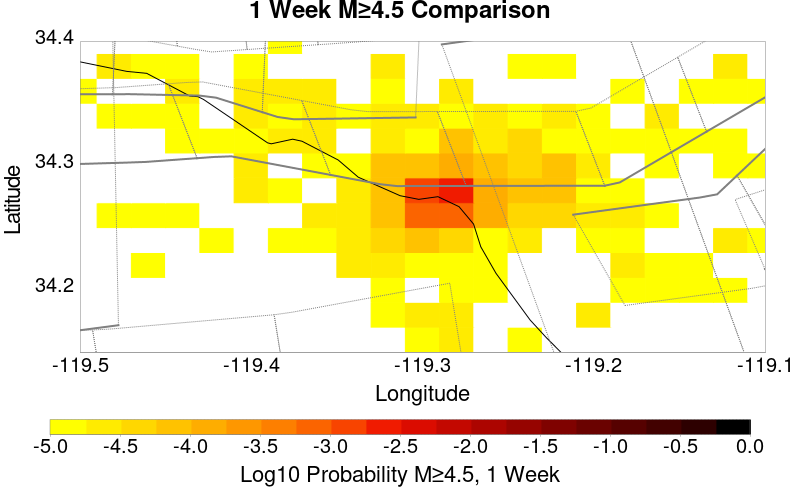 1 Week M≥4.5 Comparison
34.4
34.3
34.2
Latitude
-119.5 -119.4 -119.3 -119.2 -119.1
Longitude
-5.0 -4.5 -4.0 -3.5 -3.0 -2.5 -2.0 -1.5 -1.0 -0.5 0.0
Log10 Probability M≥4.5, 1 Week